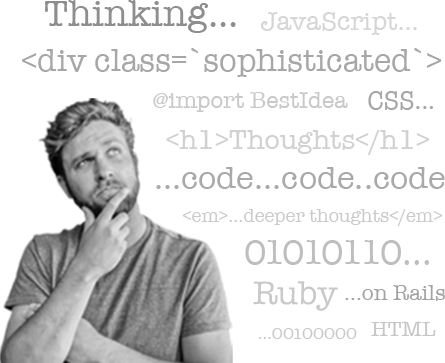 Thinking...
JavaScript...
<div class=`sophisticated`>
@import BestIdea
CSS...
<h1>Thoughts</h1>
...code...code..code
<em>...deeper thoughts</em>
01010110...
Ruby
...on Rails
...00100000
HTML